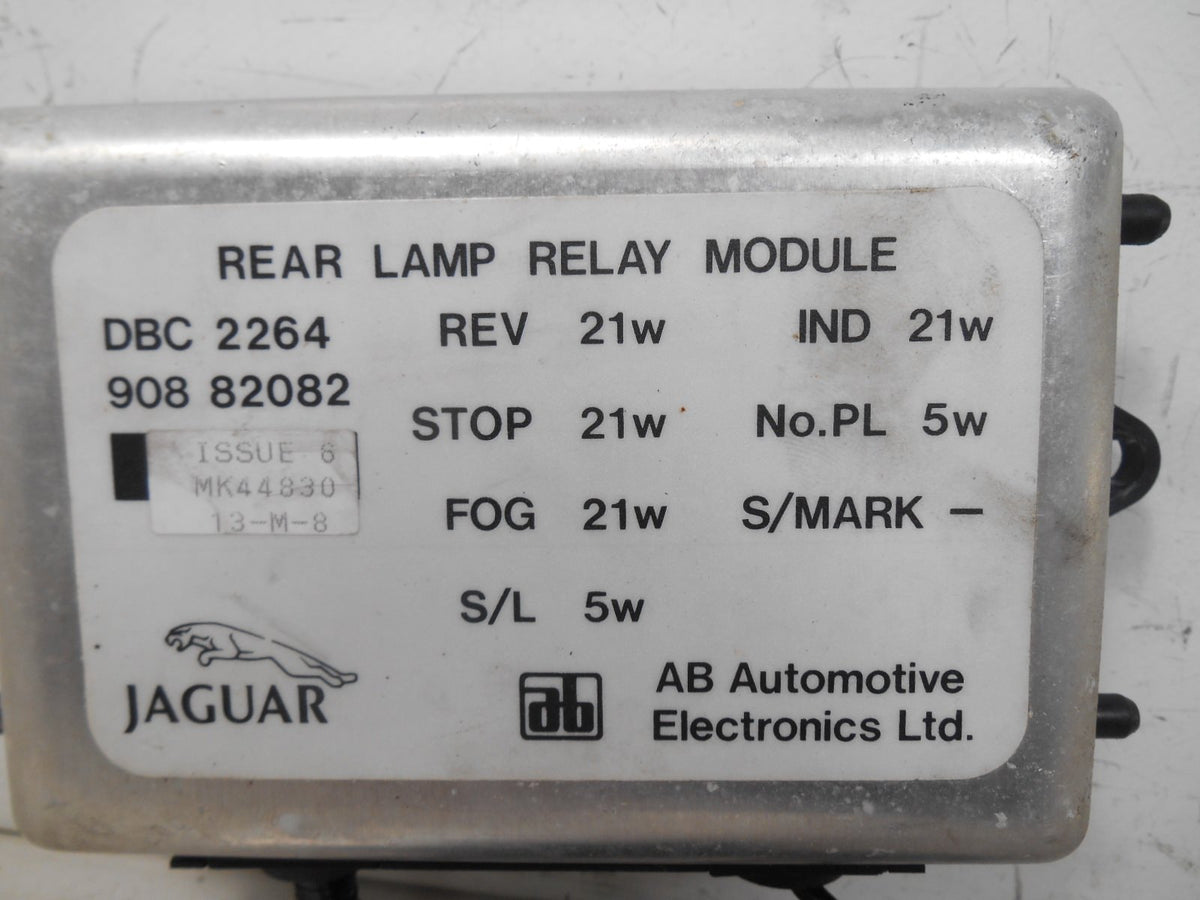 REAR LAMP RELAY MODULE
DBC 2264 REV 21w IND 21w
908 82082
STOP 21w No.PL 5w
ISSUE 6
MK44830
13-M-8
FOG 21w S/MARK –
S/L 5w
JAGUAR
ab
AB Automotive
Electronics Ltd.